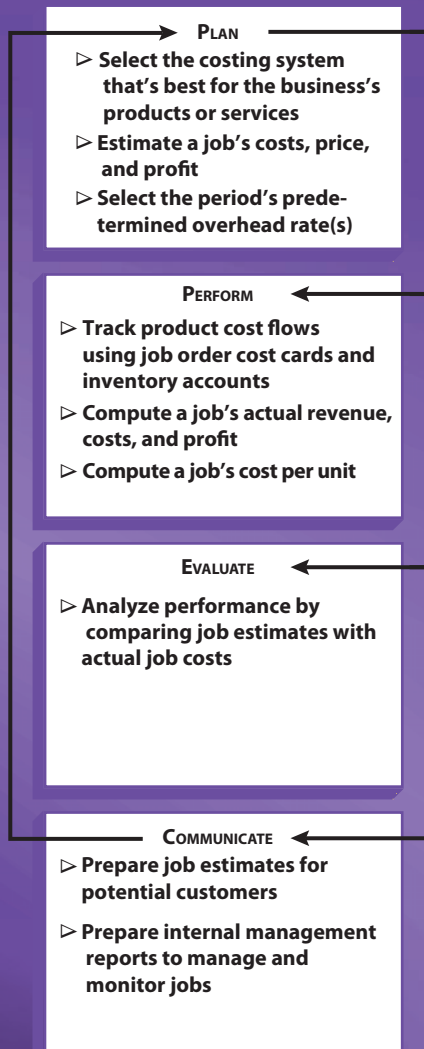 PLAN
▷ Select the costing system
that's best for the business's
products or services
▷ Estimate a job's costs, price,
and profit
▷ Select the period's prede-
termined overhead rate(s)
PERFORM
▷ Track product cost flows
using job order cost cards and
inventory accounts
▷ Compute a job's actual revenue,
costs, and profit
▷ Compute a job's cost per unit
EVALUATE
▷ Analyze performance by
comparing job estimates with
actual job costs
COMMUNICATE
▷ Prepare job estimates for
potential customers
▷ Prepare internal management
reports to manage and
monitor jobs